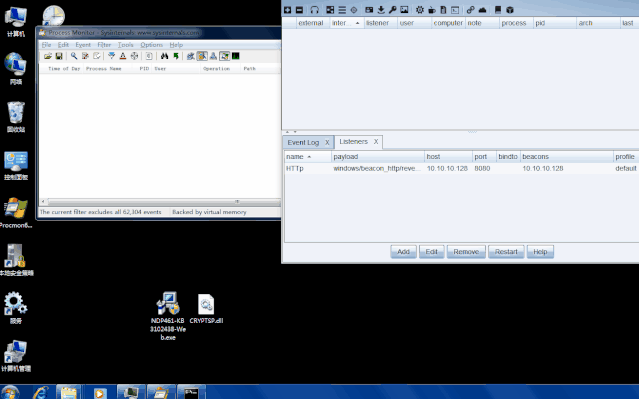 计算机
网络
回收站
控制面板
Procmon6...
本地安全策略
服务
计算机管理
Process Monitor - Sysinternals: www.sysinternals.com
File Edit Event Filter Tools Options Help
Time of Day Process Name PID User Operation Path
The current filter excludes all 62,304 events Backed by virtual memory
NDP461-KB
3102438-We
b.exe
CRYPTSP.dll
external inter... listener user computer note process pid arch last
Event Log X Listeners X
name payload host port bindto beacons profile
HTTp windows/beacon_http/reve... 10.10.10.128 8080 10.10.10.128 default
Add Edit Remove Restart Help